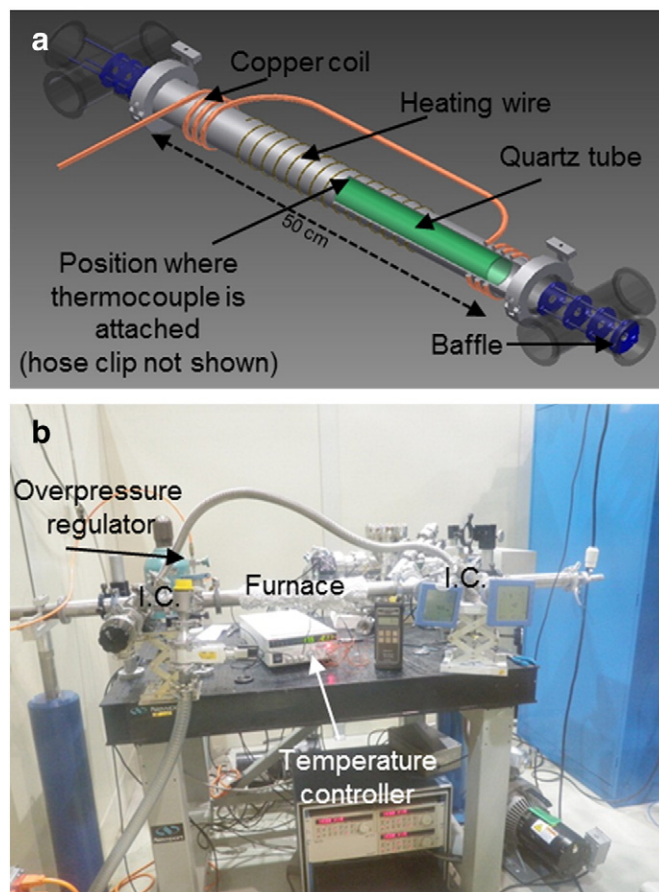 a
Copper coil
Heating wire
Quartz tube
50 cm
Position where
thermocouple is
attached
(hose clip not shown)
Baffle
b
Overpressure
regulator
I.C.
Furnace
I.C.
Temperature
controller
Newport